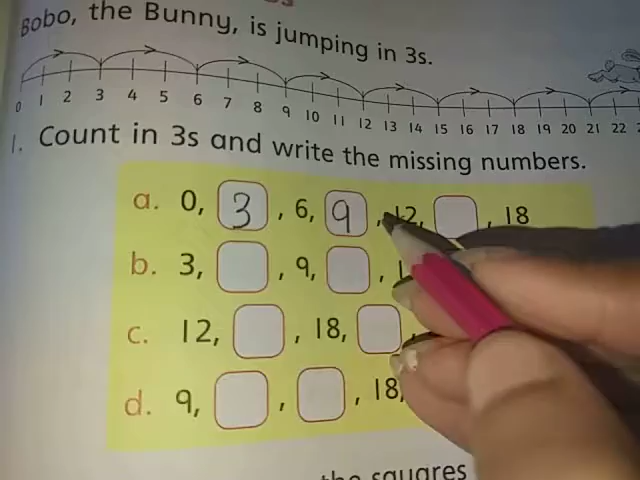 Bobo, the Bunny, is jumping in 3s.
0 1 2 3 4 5 6 7 8 9 10 11 12 13 14 15 16 17 18 19 20 21 22
1. Count in 3s and write the missing numbers.
a. 0, 3, 6, 9, 12, , 18
b. 3, , 9, ,
c. 12, , 18, ,
d. 9, , , 18,
the squares